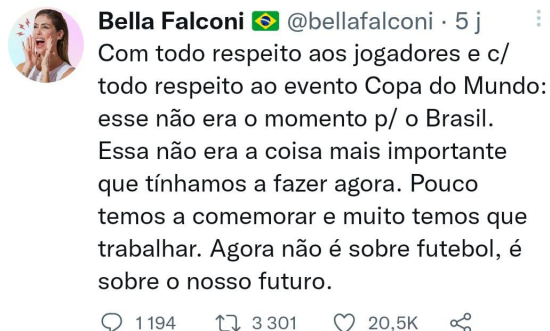 Bella Falconi 🇧🇷 @bellafalconi · 5 j
Com todo respeito aos jogadores e c/
todo respeito ao evento Copa do Mundo:
esse não era o momento p/ o Brasil.
Essa não era a coisa mais importante
que tínhamos a fazer agora. Pouco
temos a comemorar e muito temos que
trabalhar. Agora não é sobre futebol, é
sobre o nosso futuro.
1 194 3 301 20,5K